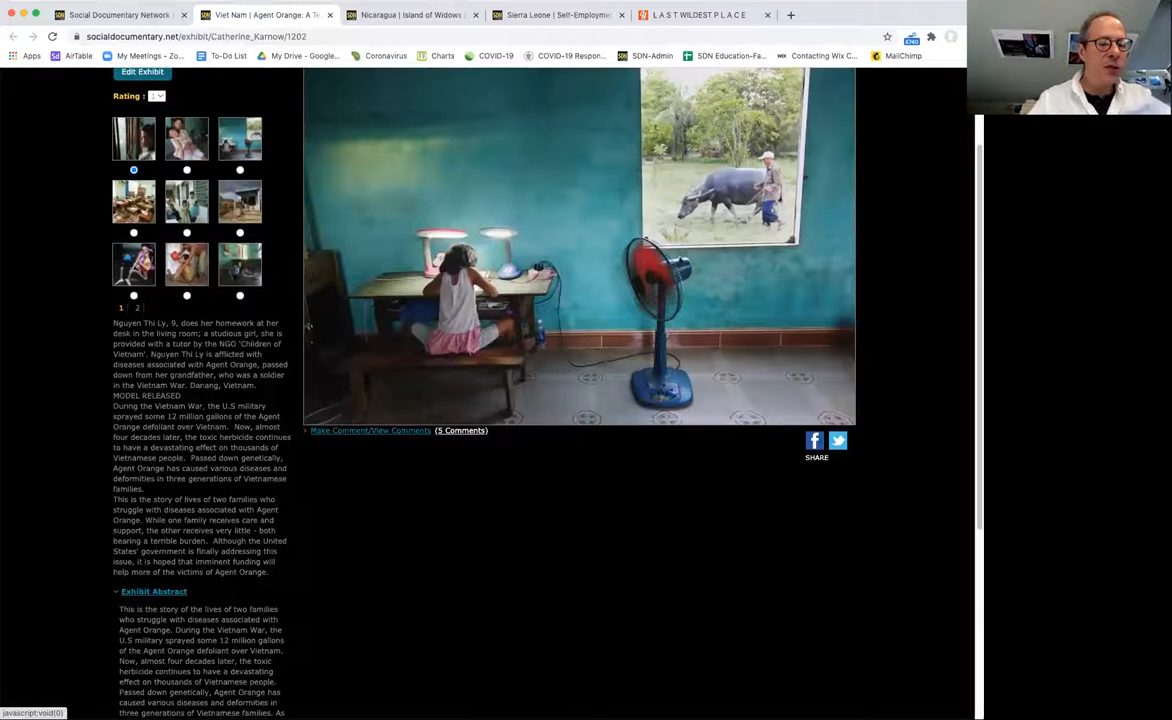 Social Documentary Network
Viet Nam | Agent Orange: A Te
Nicaragua | Island of Widows
Sierra Leone | Self-Employme
L A S T WILDEST P L A C E
socialdocumentary.net/exhibit/Catherine_Karnow/1202
Apps
AirTable
My Meetings - Zo...
To-Do List
My Drive - Google...
Coronavirus
Charts
COVID-19
COVID-19 Respon...
SDN-Admin
SDN Education-Fa...
Contacting Wix C...
MailChimp
Edit Exhibit
Rating :
1 2
Nguyen Thi Ly, 9, does her homework at her
desk in the living room; a studious girl, she is
provided with a tutor by the NGO 'Children of
Vietnam'. Nguyen Thi Ly is afflicted with
diseases associated with Agent Orange, passed
down from her grandfather, who was a soldier
in the Vietnam War. Danang, Vietnam.
MODEL RELEASED
During the Vietnam War, the U.S military
sprayed some 12 million gallons of the Agent
Orange defoliant over Vietnam. Now, almost
four decades later, the toxic herbicide continues
to have a devastating effect on thousands of
Vietnamese people. Passed down genetically,
Agent Orange has caused various diseases and
deformities in three generations of Vietnamese
families.
This is the story of lives of two families who
struggle with diseases associated with Agent
Orange. While one family receives care and
support, the other receives very little - both
bearing a terrible burden. Although the United
States' government is finally addressing this
issue, it is hoped that imminent funding will
help more of the victims of Agent Orange.
Exhibit Abstract
This is the story of the lives of two families
who struggle with diseases associated with
Agent Orange. During the Vietnam War, the
U.S military sprayed some 12 million gallons
of the Agent Orange defoliant over Vietnam.
Now, almost four decades later, the toxic
herbicide continues to have a devastating
effect on thousands of Vietnamese people.
Passed down genetically, Agent Orange has
caused various diseases and deformities in
three generations of Vietnamese families. As
Make Comment/View Comments (5 Comments)
SHARE
javascript:void(0)